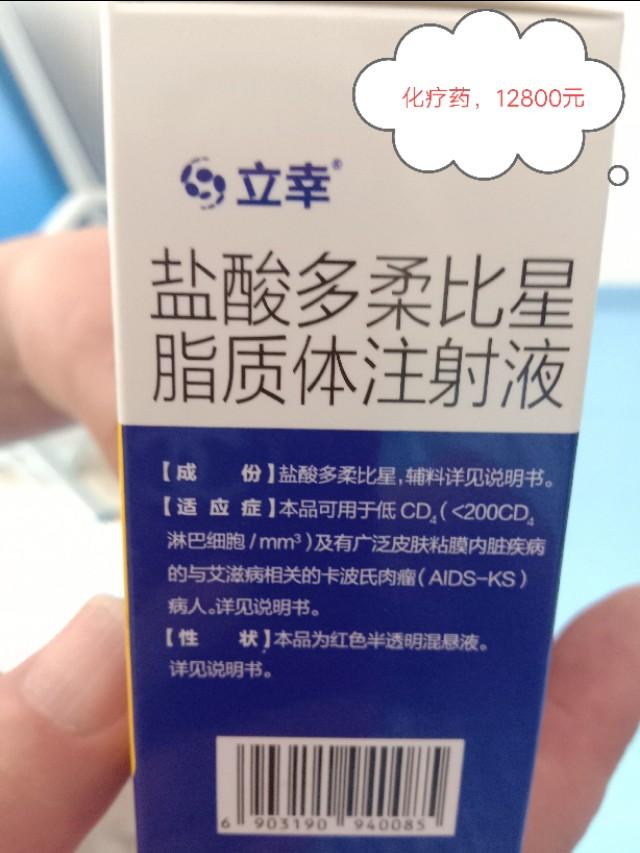 化疗药，12800元
立幸®
盐酸多柔比星
脂质体注射液
【成　份】盐酸多柔比星,辅料详见说明书。
【适应症】本品可用于低CD₄(<200CD₄
淋巴细胞/mm³)及有广泛皮肤粘膜内脏疾病
的与艾滋病相关的卡波氏肉瘤(AIDS-KS)
病人。详见说明书。
【性　状】本品为红色半透明混悬液。
详见说明书。
6 903190 940085